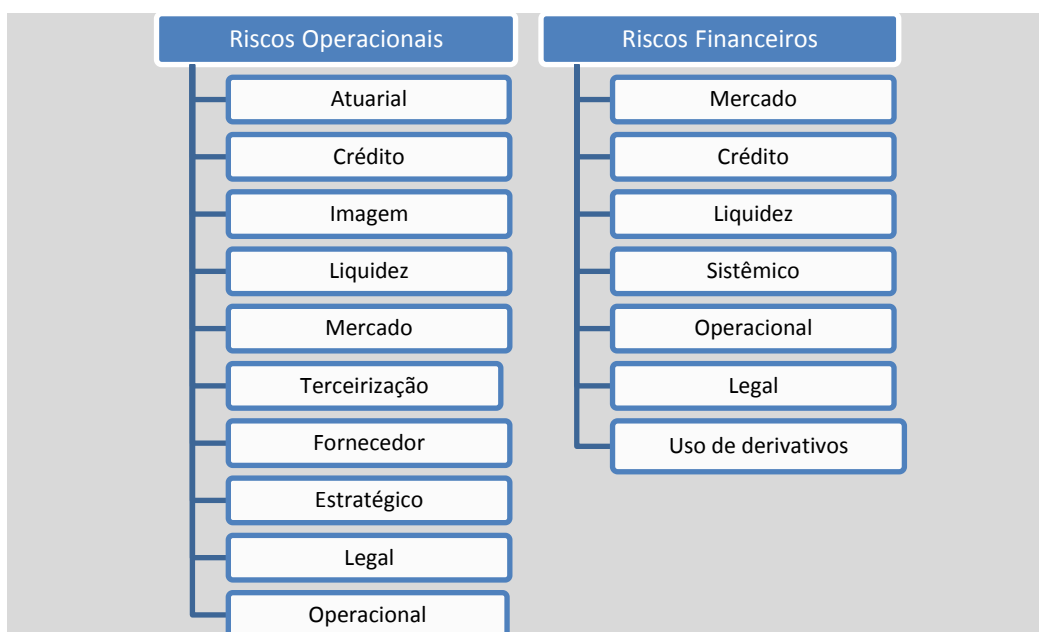 Riscos Operacionais
Atuarial
Crédito
Imagem
Liquidez
Mercado
Terceirização
Fornecedor
Estratégico
Legal
Operacional
Riscos Financeiros
Mercado
Crédito
Liquidez
Sistêmico
Operacional
Legal
Uso de derivativos